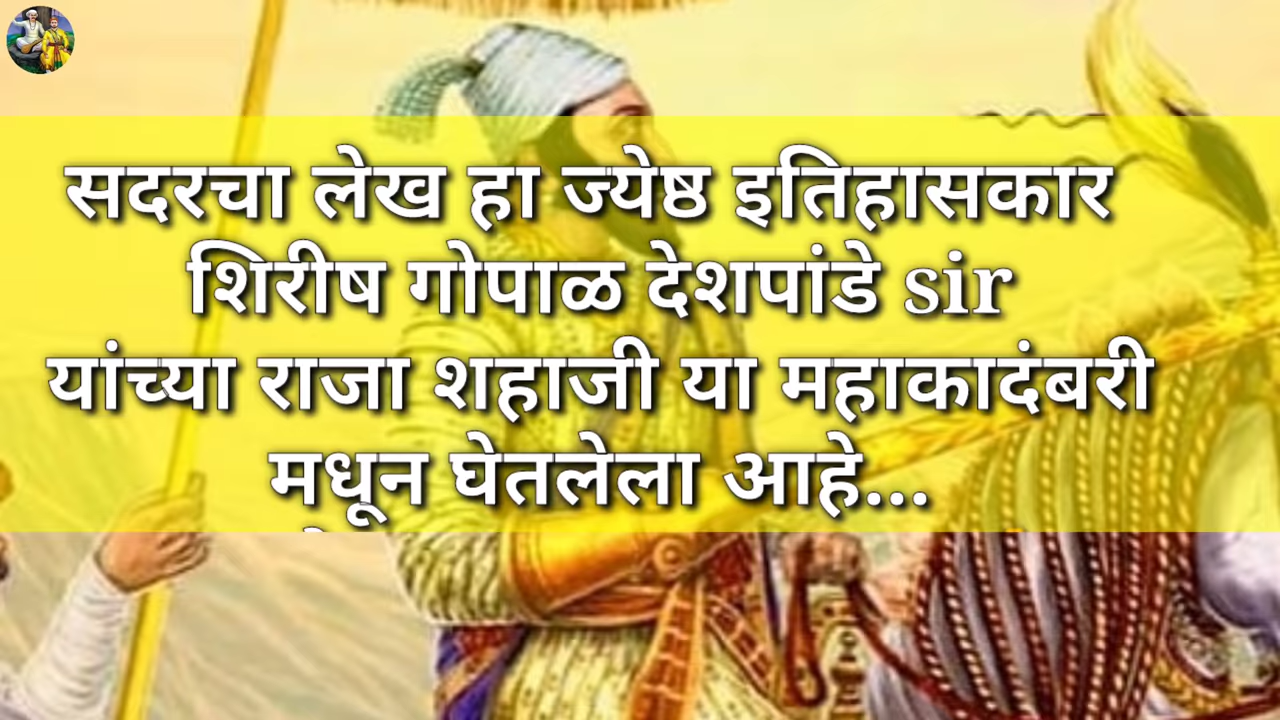 सदरचा लेख हा ज्येष्ठ इतिहासकार
शिरीष गोपाळ देशपांडे sir
यांच्या राजा शहाजी या महाकादंबरी
मधून घेतलेला आहे...